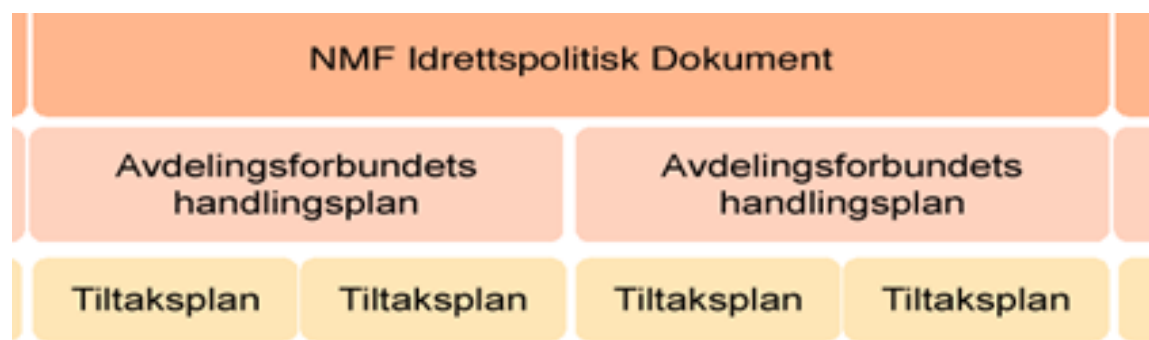 NMF Idrettspolitisk Dokument
Avdelingsforbundets
handlingsplan
Avdelingsforbundets
handlingsplan
Tiltaksplan
Tiltaksplan
Tiltaksplan
Tiltaksplan